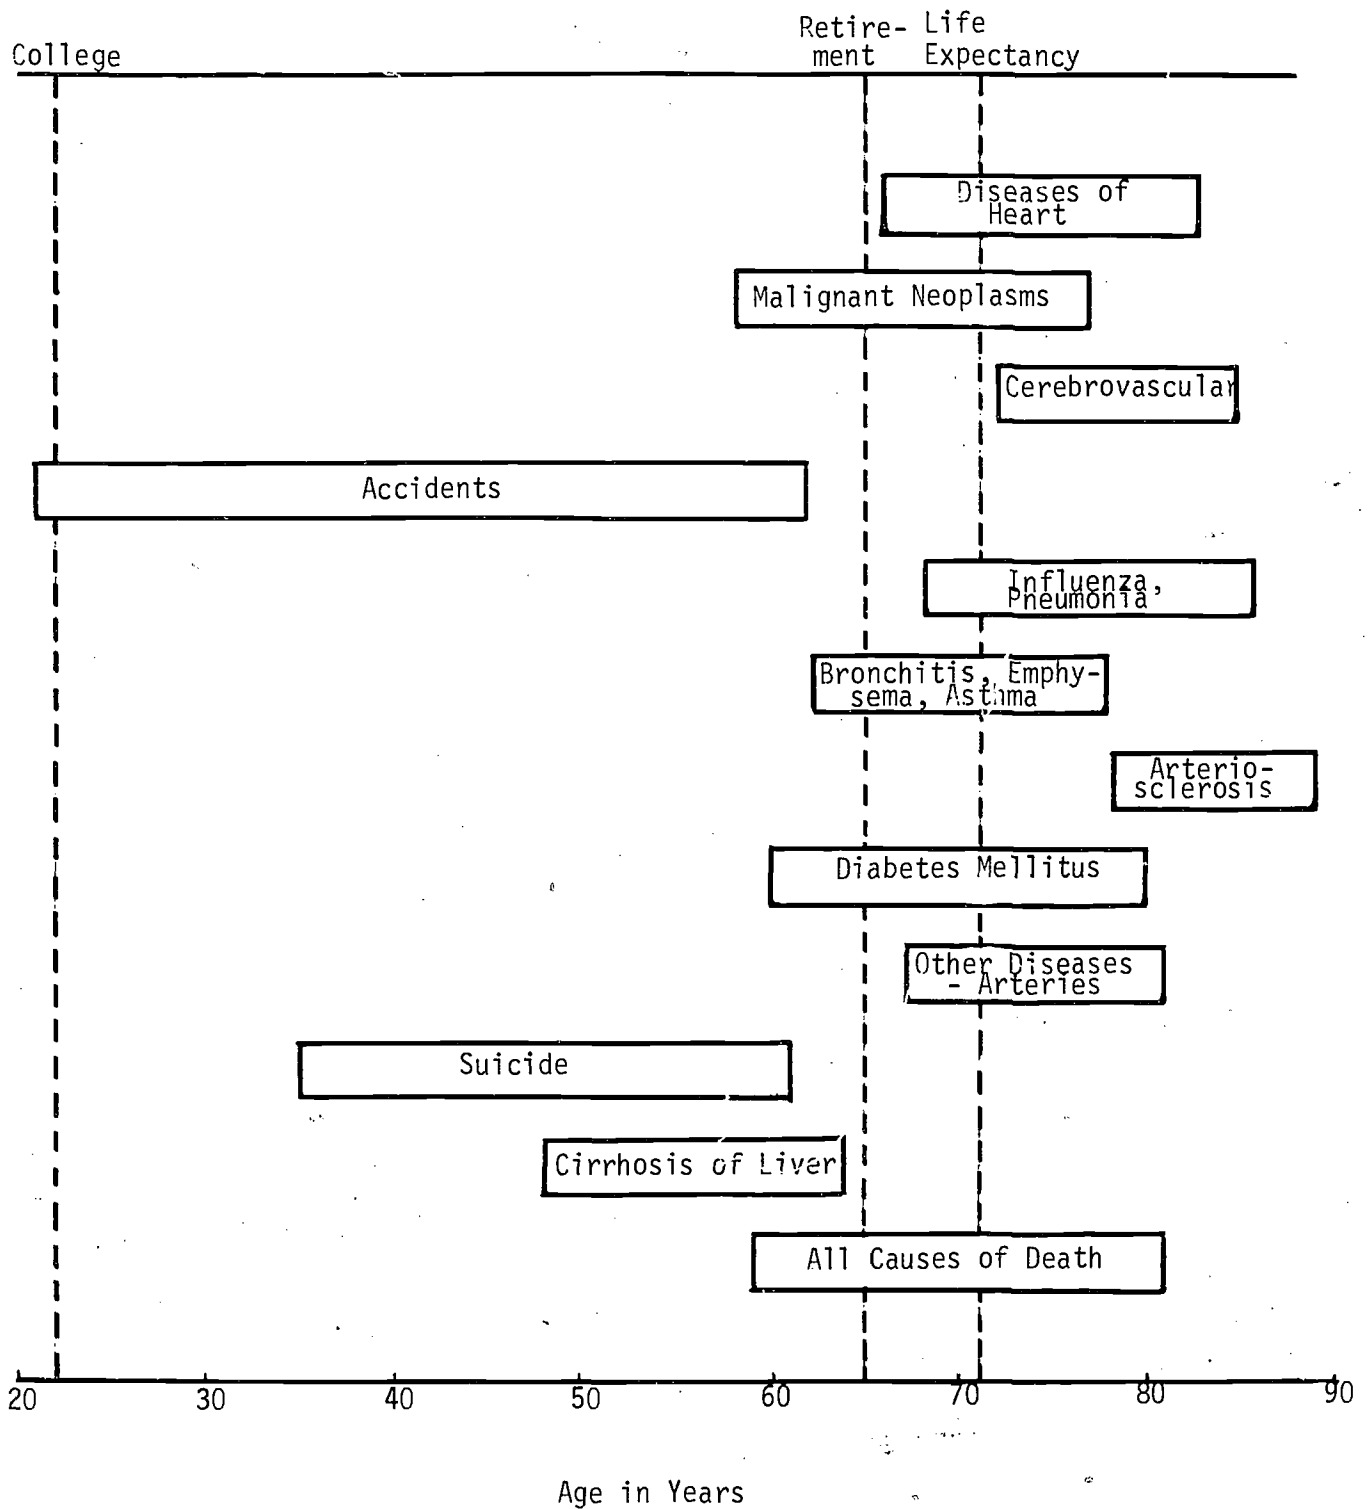 College
Retire-
ment
Life
Expectancy
Diseases of
Heart
Malignant Neoplasms
Cerebrovascular
Accidents
Influenza,
Pneumonia
Bronchitis, Emphy-
sema, Asthma
Arterio-
sclerosis
Diabetes Mellitus
Other Diseases
- Arteries
Suicide
Cirrhosis of Liver
All Causes of Death
20 30 40 50 60 70 80 90
Age in Years